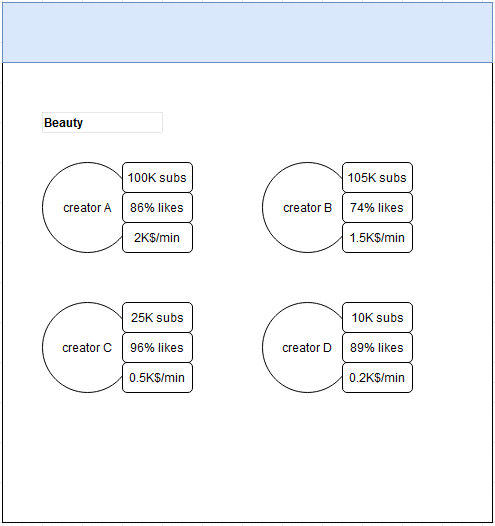 Beauty
creator A
100K subs
86% likes
2K$/min
creator B
105K subs
74% likes
1.5K$/min
creator C
25K subs
96% likes
0.5K$/min
creator D
10K subs
89% likes
0.2K$/min